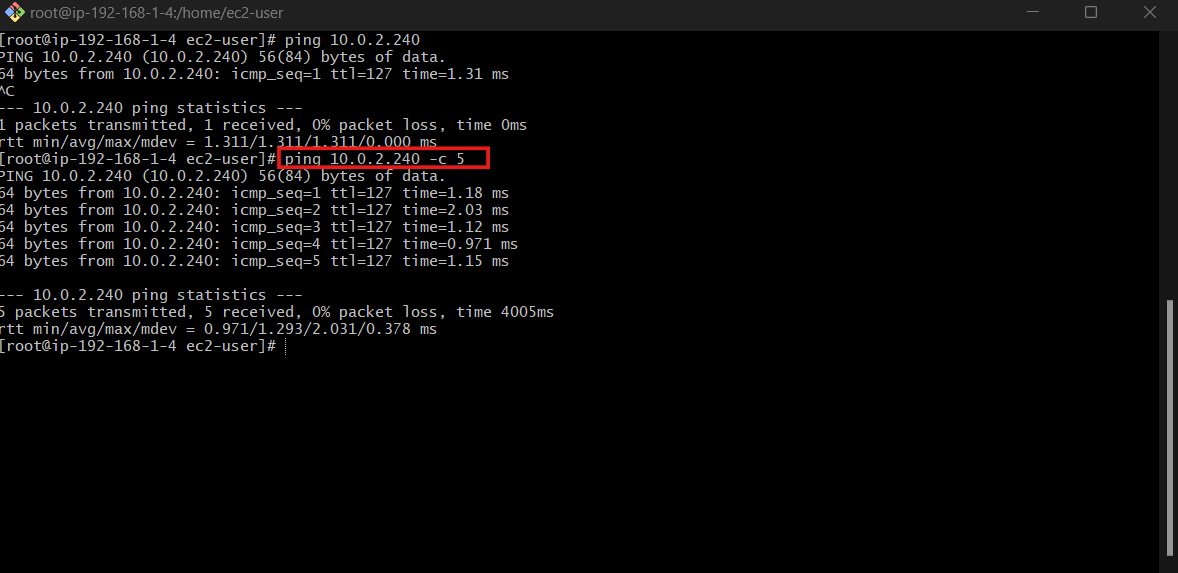 root@ip-192-168-1-4:/home/ec2-user
[root@ip-192-168-1-4 ec2-user]# ping 10.0.2.240
PING 10.0.2.240 (10.0.2.240) 56(84) bytes of data.
64 bytes from 10.0.2.240: icmp_seq=1 ttl=127 time=1.31 ms
^C
--- 10.0.2.240 ping statistics ---
1 packets transmitted, 1 received, 0% packet loss, time 0ms
rtt min/avg/max/mdev = 1.311/1.311/1.311/0.000 ms
[root@ip-192-168-1-4 ec2-user]# ping 10.0.2.240 -c 5
PING 10.0.2.240 (10.0.2.240) 56(84) bytes of data.
64 bytes from 10.0.2.240: icmp_seq=1 ttl=127 time=1.18 ms
64 bytes from 10.0.2.240: icmp_seq=2 ttl=127 time=2.03 ms
64 bytes from 10.0.2.240: icmp_seq=3 ttl=127 time=1.12 ms
64 bytes from 10.0.2.240: icmp_seq=4 ttl=127 time=0.971 ms
64 bytes from 10.0.2.240: icmp_seq=5 ttl=127 time=1.15 ms
--- 10.0.2.240 ping statistics ---
5 packets transmitted, 5 received, 0% packet loss, time 4005ms
rtt min/avg/max/mdev = 0.971/1.293/2.031/0.378 ms
[root@ip-192-168-1-4 ec2-user]#